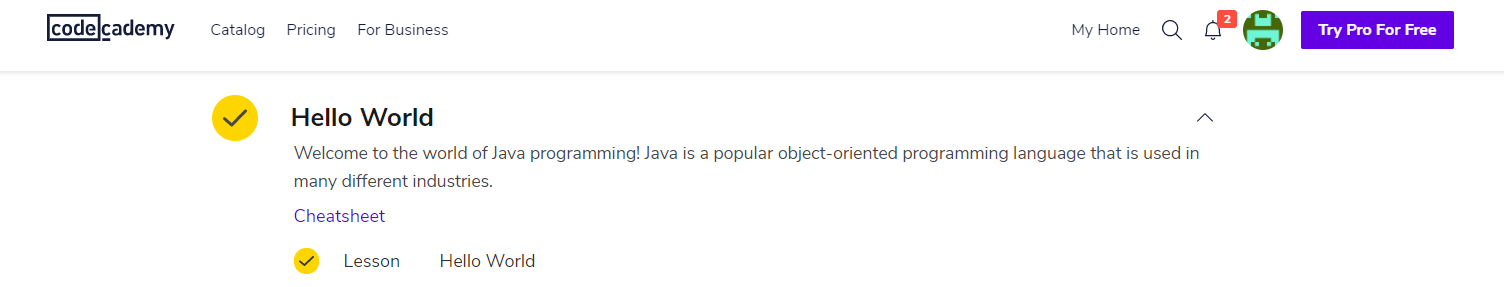 codecademy Catalog Pricing For Business My Home 2 Try Pro For Free
Hello World
Welcome to the world of Java programming! Java is a popular object-oriented programming language that is used in
many different industries.
Cheatsheet
Lesson Hello World